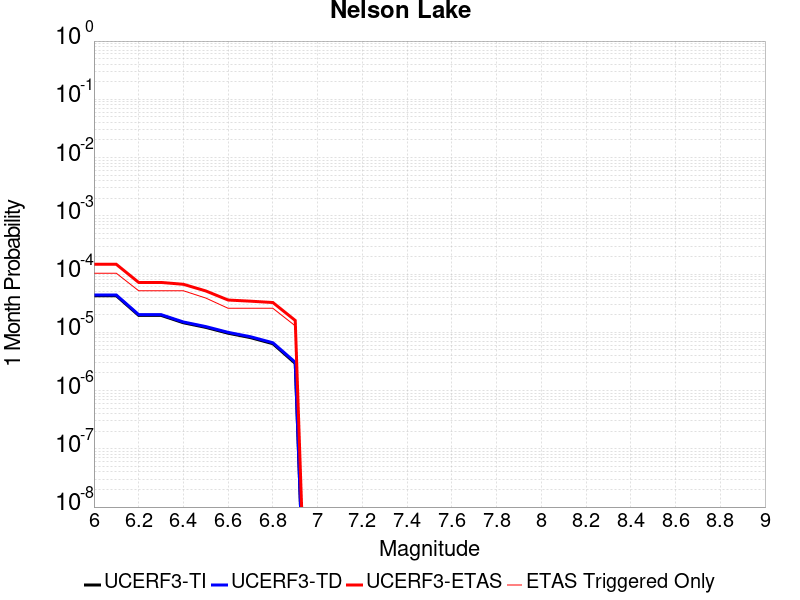 Nelson Lake
10^0
10^-1
10^-2
10^-3
10^-4
10^-5
10^-6
10^-7
10^-8
1 Month Probability
6 6.2 6.4 6.6 6.8 7 7.2 7.4 7.6 7.8 8 8.2 8.4 8.6 8.8 9
Magnitude
UCERF3-TI UCERF3-TD UCERF3-ETAS ETAS Triggered Only